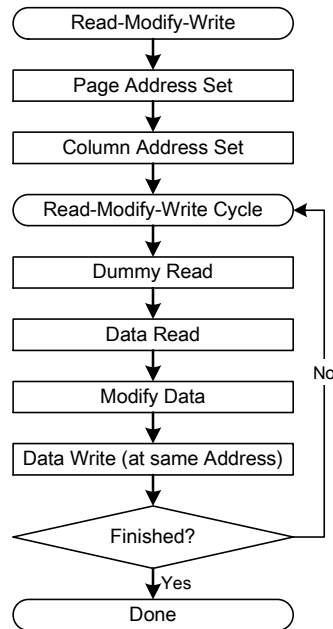 Read-Modify-Write
Page Address Set
Column Address Set
Read-Modify-Write Cycle
Dummy Read
Data Read
No
Modify Data
Data Write (at same Address)
Finished?
Yes
Done